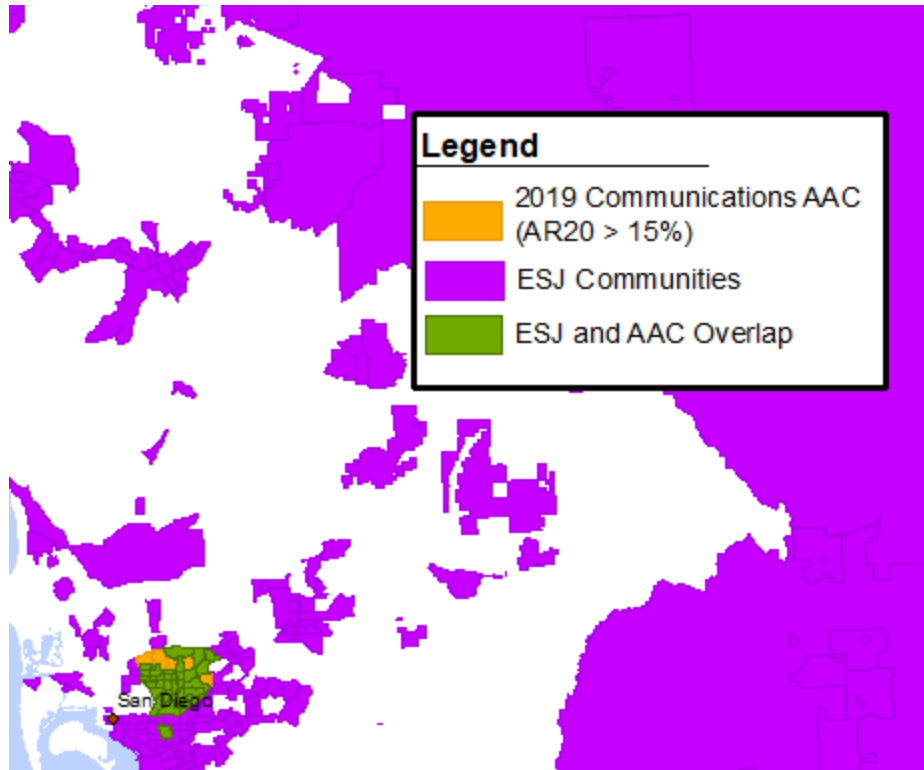 Legend
2019 Communications AAC
(AR20 > 15%)
ESJ Communities
ESJ and AAC Overlap
San Diego